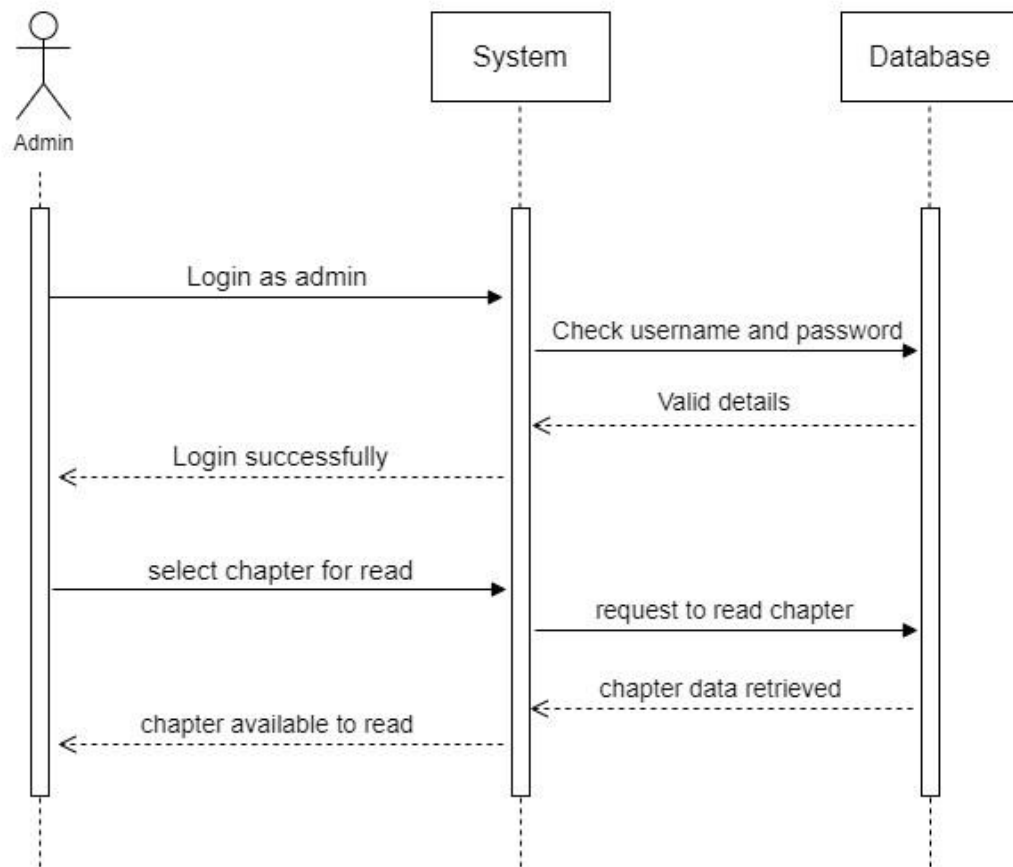 System
Database
Admin
Login as admin
Check username and password
Valid details
Login successfully
select chapter for read
request to read chapter
chapter data retrieved
chapter available to read